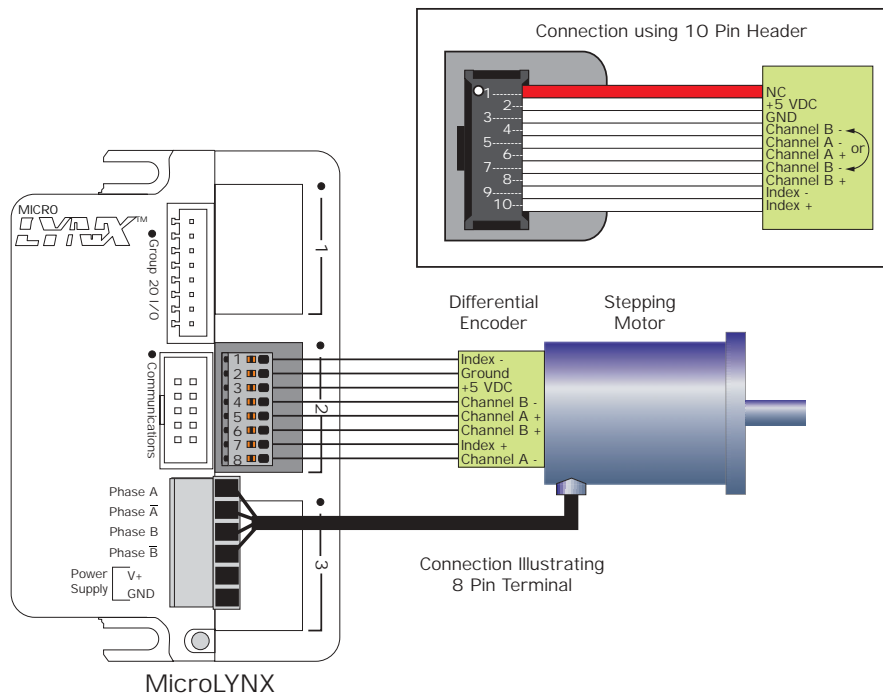 Connection using 10 Pin Header
1
2
3
4
5
6
7
8
9
10
NC
+5 VDC
GND
Channel B -
Channel A -
Channel A +
Channel B -
Channel B +
Index -
Index +
or
MICRO
LYNX™
Group 20 I/O
Communications
1
2
3
1
2
3
4
5
6
7
8
Differential
Encoder
Stepping
Motor
Index -
Ground
+5 VDC
Channel B -
Channel A +
Channel B +
Index +
Channel A -
Phase A
Phase A̅
Phase B
Phase B̅
Power
Supply
V+
GND
Connection Illustrating
8 Pin Terminal
MicroLYNX